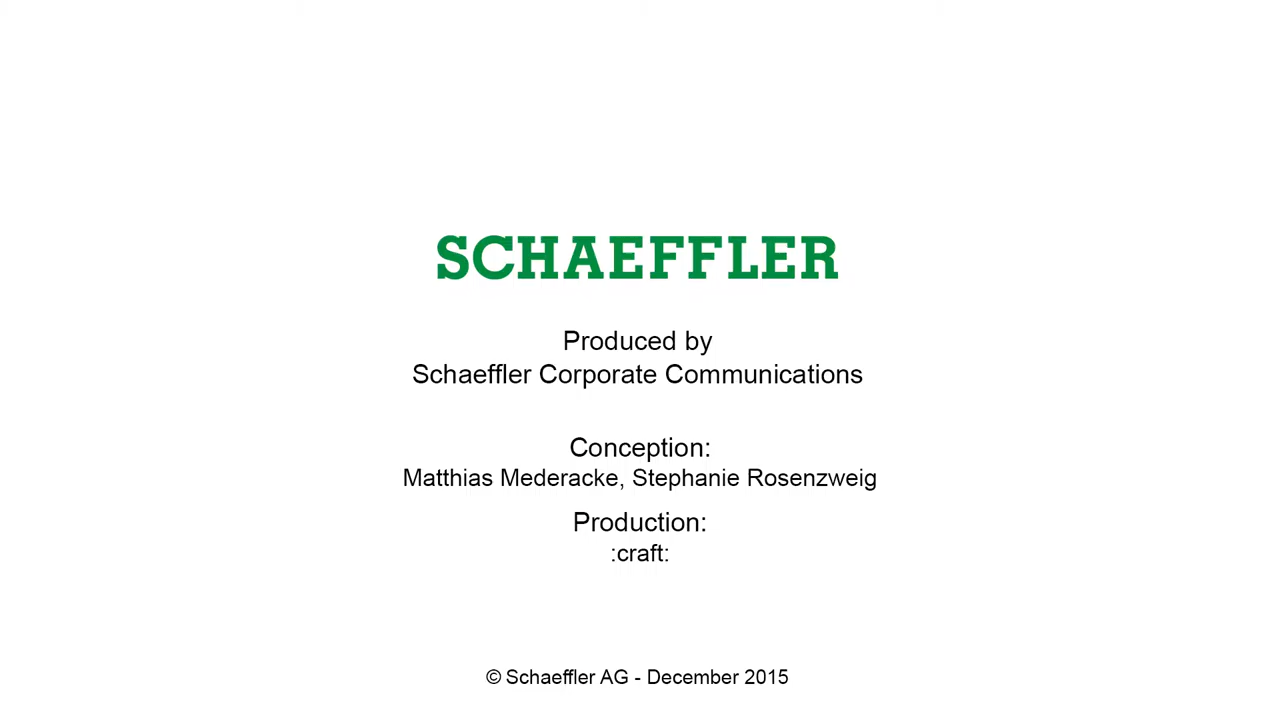 SCHAEFFLER
Produced by
Schaeffler Corporate Communications
Conception:
Matthias Mederacke, Stephanie Rosenzweig
Production:
:craft:
© Schaeffler AG - December 2015